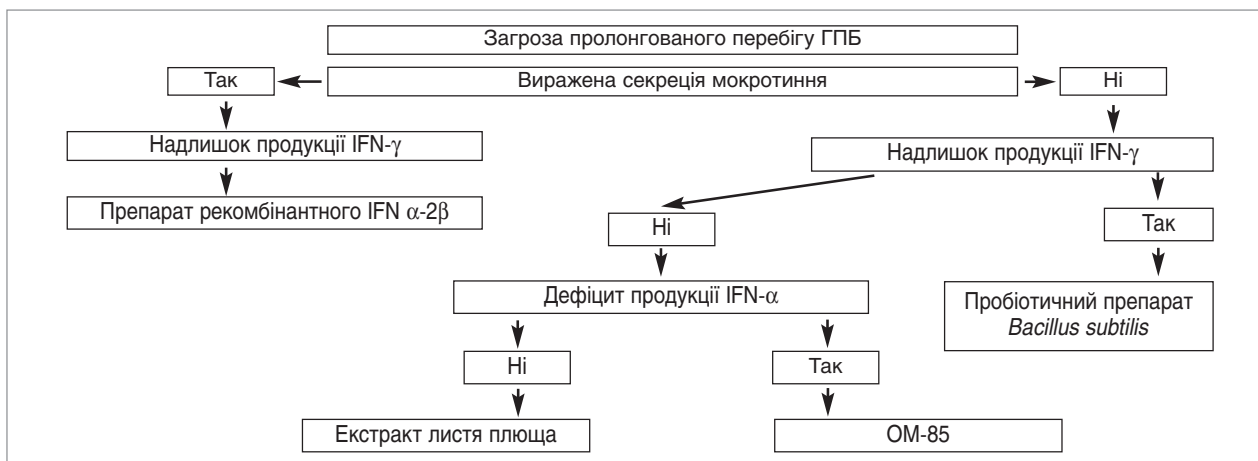 Загроза пролонгованого перебігу ГПБ
Так
Виражена секреція мокротиння
Ні
Надлишок продукції IFN-γ
Надлишок продукції IFN-γ
Препарат рекомбінантного IFN α-2β
Ні
Так
Дефіцит продукції IFN-α
Пробіотичний препарат
Bacillus subtilis
Ні
Так
Екстракт листя плюща
ОМ-85